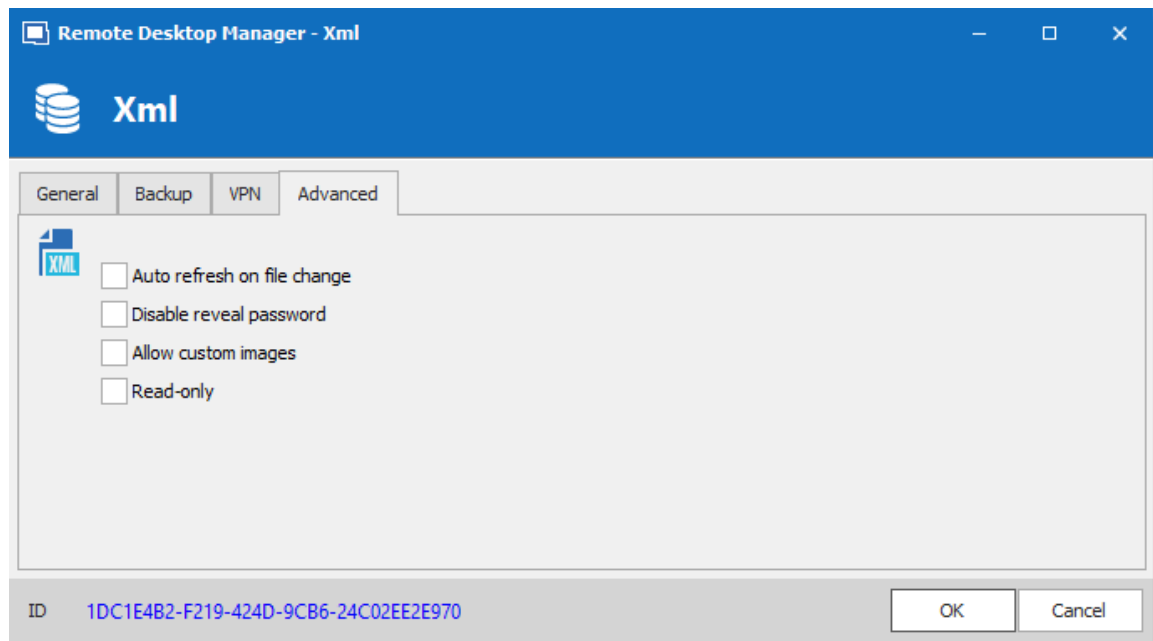 Remote Desktop Manager - Xml
Xml
General Backup VPN Advanced
XML
Auto refresh on file change
Disable reveal password
Allow custom images
Read-only
ID 1DC1E4B2-F219-424D-9CB6-24C02EE2E970 OK Cancel